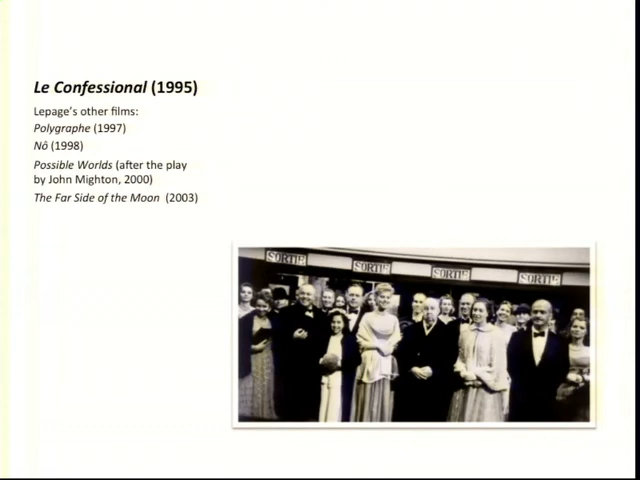 Le Confessional (1995)
Lepage's other films:
Polygraphe (1997)
Nô (1998)
Possible Worlds (after the play
by John Mighton, 2000)
The Far Side of the Moon (2003)
SORTIE SORTIE SORTIE SORTIE